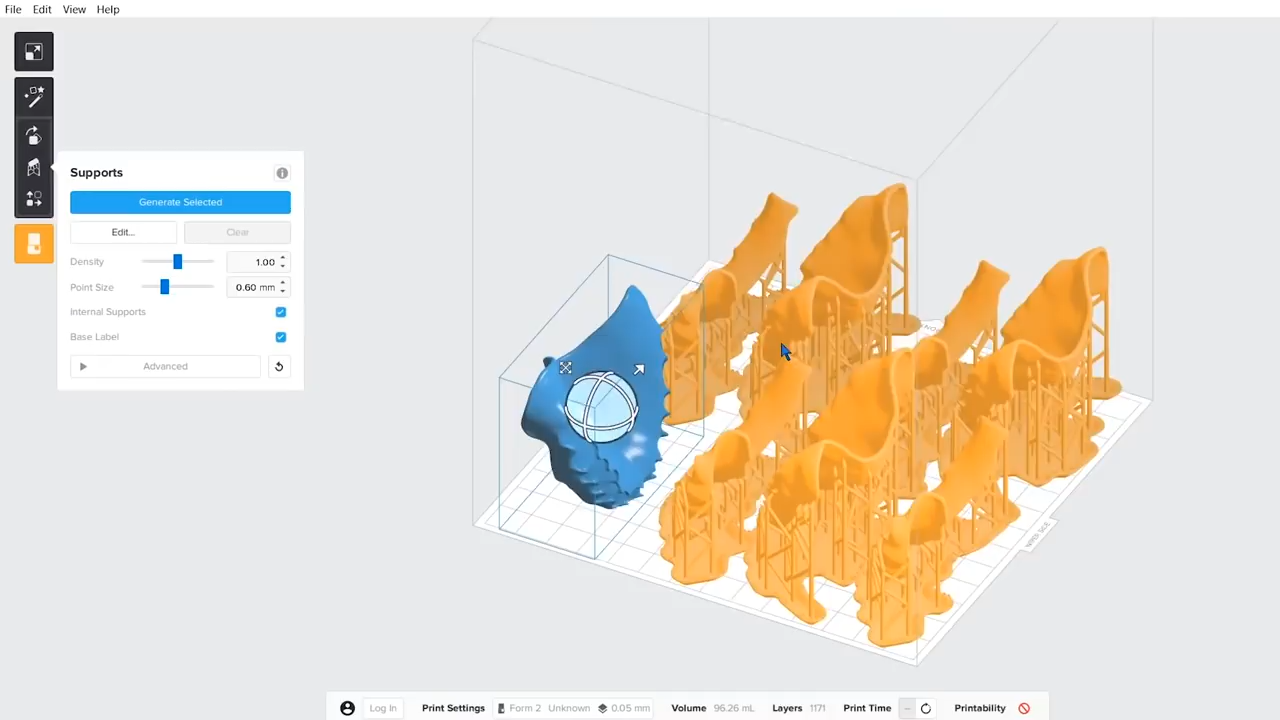 File Edit View Help
Supports
Generate Selected
Edit... Clear
Density 1.00
Point Size 0.60 mm
Internal Supports
Base Label
Advanced
MIXER SIDE
Log In Print Settings Form 2 Unknown 0.05 mm Volume 96.26 mL Layers 1171 Print Time -- Printability